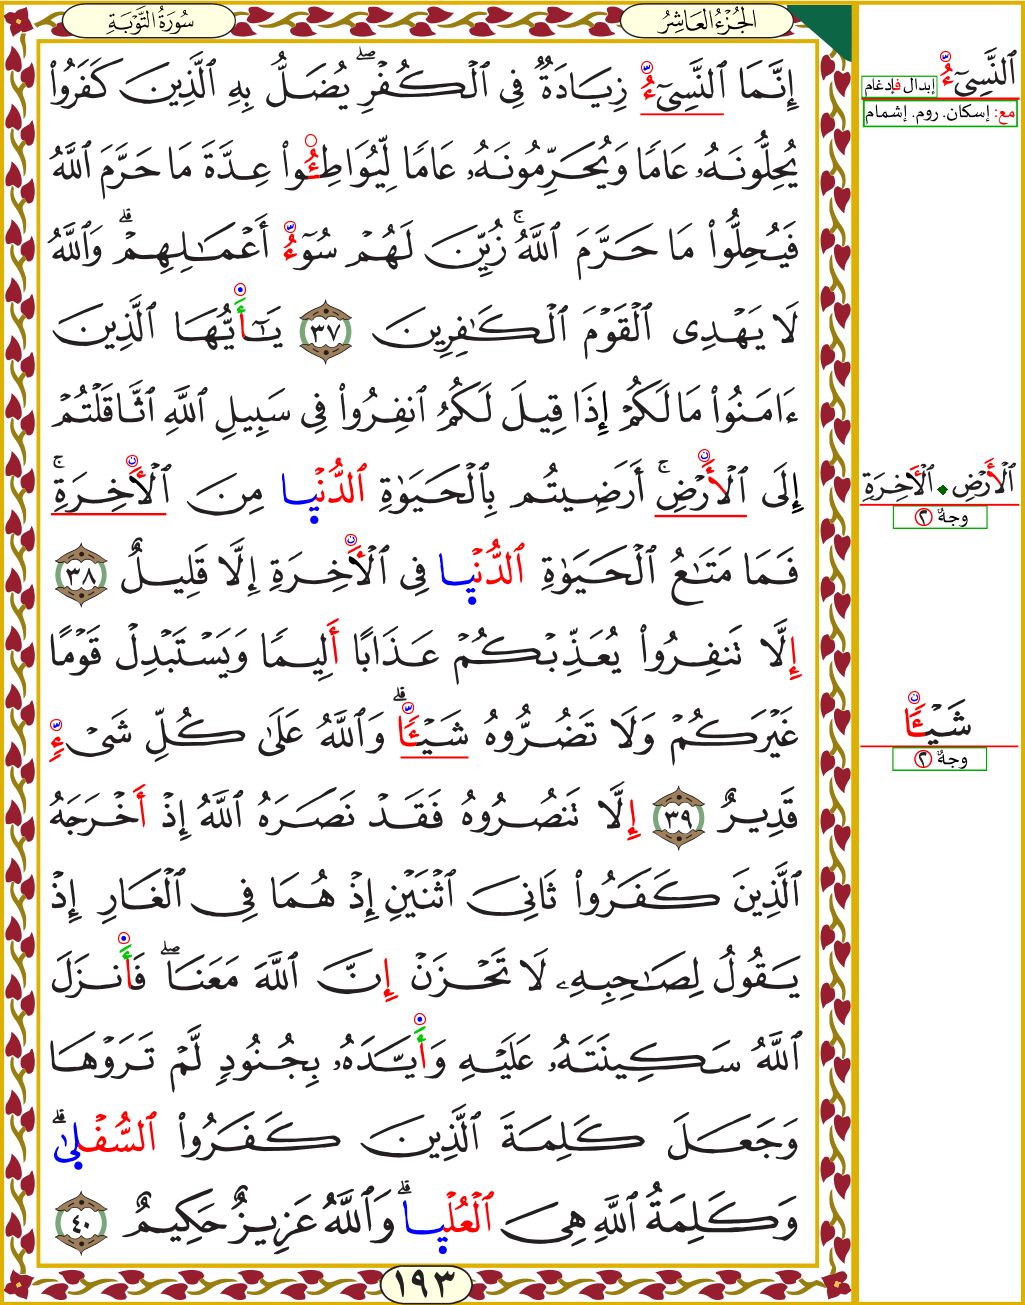 سُورَةُ التَّوۡبَةِ
الجُزۡءُ العَاشِرُ
إِنَّمَا ٱلنَّسِيٓءُ زِيَادَةٞ فِي ٱلۡكُفۡرِۖ يُضَلُّ بِهِ ٱلَّذِينَ كَفَرُواْ
يُحِلُّونَهُۥ عَامٗا وَيُحَرِّمُونَهُۥ عَامٗا لِّيُوَاطِـُٔواْ عِدَّةَ مَا حَرَّمَ ٱللَّهُ
فَيُحِلُّواْ مَا حَرَّمَ ٱللَّهُۚ زُيِّنَ لَهُمۡ سُوٓءُ أَعۡمَٰلِهِمۡۗ وَٱللَّهُ
لَا يَهۡدِي ٱلۡقَوۡمَ ٱلۡكَٰفِرِينَ ٣٧ يَٰٓأَيُّهَا ٱلَّذِينَ
ءَامَنُواْ مَا لَكُمۡ إِذَا قِيلَ لَكُمُ ٱنفِرُواْ فِي سَبِيلِ ٱللَّهِ ٱثَّاقَلۡتُمۡ
إِلَى ٱلۡأَرۡضِۚ أَرَضِيتُم بِٱلۡحَيَوٰةِ ٱلدُّنۡيا مِنَ ٱلۡأٓخِرَةِۚ
فَمَا مَتَٰعُ ٱلۡحَيَوٰةِ ٱلدُّنۡيا فِي ٱلۡأٓخِرَةِ إِلَّا قَلِيلٌ ٣٨
إِلَّا تَنفِرُواْ يُعَذِّبۡكُمۡ عَذَابًا أَلِيمٗا وَيَسۡتَبۡدِلۡ قَوۡمًا
غَيۡرَكُمۡ وَلَا تَضُرُّوهُ شَيۡـٔٗاۗ وَٱللَّهُ عَلَىٰ كُلِّ شَيۡءٖ
قَدِيرٌ ٣٩ إِلَّا تَنصُرُوهُ فَقَدۡ نَصَرَهُ ٱللَّهُ إِذۡ أَخۡرَجَهُ
ٱلَّذِينَ كَفَرُواْ ثَانِيَ ٱثۡنَيۡنِ إِذۡ هُمَا فِي ٱلۡغَارِ إِذۡ
يَقُولُ لِصَٰحِبِهِۦ لَا تَحۡزَنۡ إِنَّ ٱللَّهَ مَعَنَاۖ فَأَنزَلَ
ٱللَّهُ سَكِينَتَهُۥ عَلَيۡهِ وَأَيَّدَهُۥ بِجُنُودٖ لَّمۡ تَرَوۡهَا
وَجَعَلَ كَلِمَةَ ٱلَّذِينَ كَفَرُواْ ٱلسُّفۡلىٰۗ
وَكَلِمَةُ ٱللَّهِ هِيَ ٱلۡعُلۡياۗ وَٱللَّهُ عَزِيزٌ حَكِيمٌ ٤٠
١٩٣
ٱلنَّسِيٓءُ إبدال فإدغام
مع: إسكان. روم. إشمام
ٱلۡأَرۡضِ ٱلۡأٓخِرَةِ
وجهٌ ٢
شَيۡـٔٗا
وجهٌ ٢